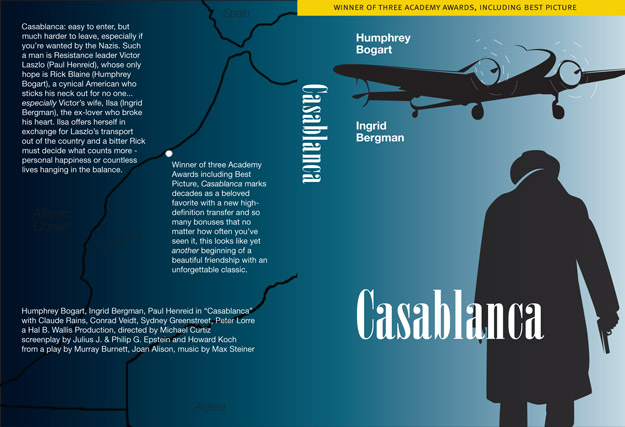 WINNER OF THREE ACADEMY AWARDS, INCLUDING BEST PICTURE
Spain
Casablanca: easy to enter, but
much harder to leave, especially if
you're wanted by the Nazis. Such
a man is Resistance leader Victor
Laszlo (Paul Henreid), whose only
hope is Rick Blaine (Humphrey
Bogart), a cynical American who
sticks his neck out for no one...
especially Victor's wife, Ilsa (Ingrid
Bergman), the ex-lover who broke
his heart. Ilsa offers herself in
exchange for Laszlo's transport
out of the country and a bitter Rick
must decide what counts more -
personal happiness or countless
lives hanging in the balance.
Winner of three Academy
Awards including Best
Picture, Casablanca marks
decades as a beloved
favorite with a new high-
definition transfer and so
many bonuses that no
matter how often you've
seen it, this looks like yet
another beginning of a
beautiful friendship with an
unforgettable classic.
Atlantic
Ocean
Humphrey Bogart, Ingrid Bergman, Paul Henreid in "Casablanca"
with Claude Rains, Conrad Veidt, Sydney Greenstreet, Peter Lorre
a Hal B. Wallis Production, directed by Michael Curtiz
screenplay by Julius J. & Philip G. Epstein and Howard Koch
from a play by Murray Burnett, Joan Alison, music by Max Steiner
Algeria
Casablanca
Humphrey
Bogart
Ingrid
Bergman
Casablanca